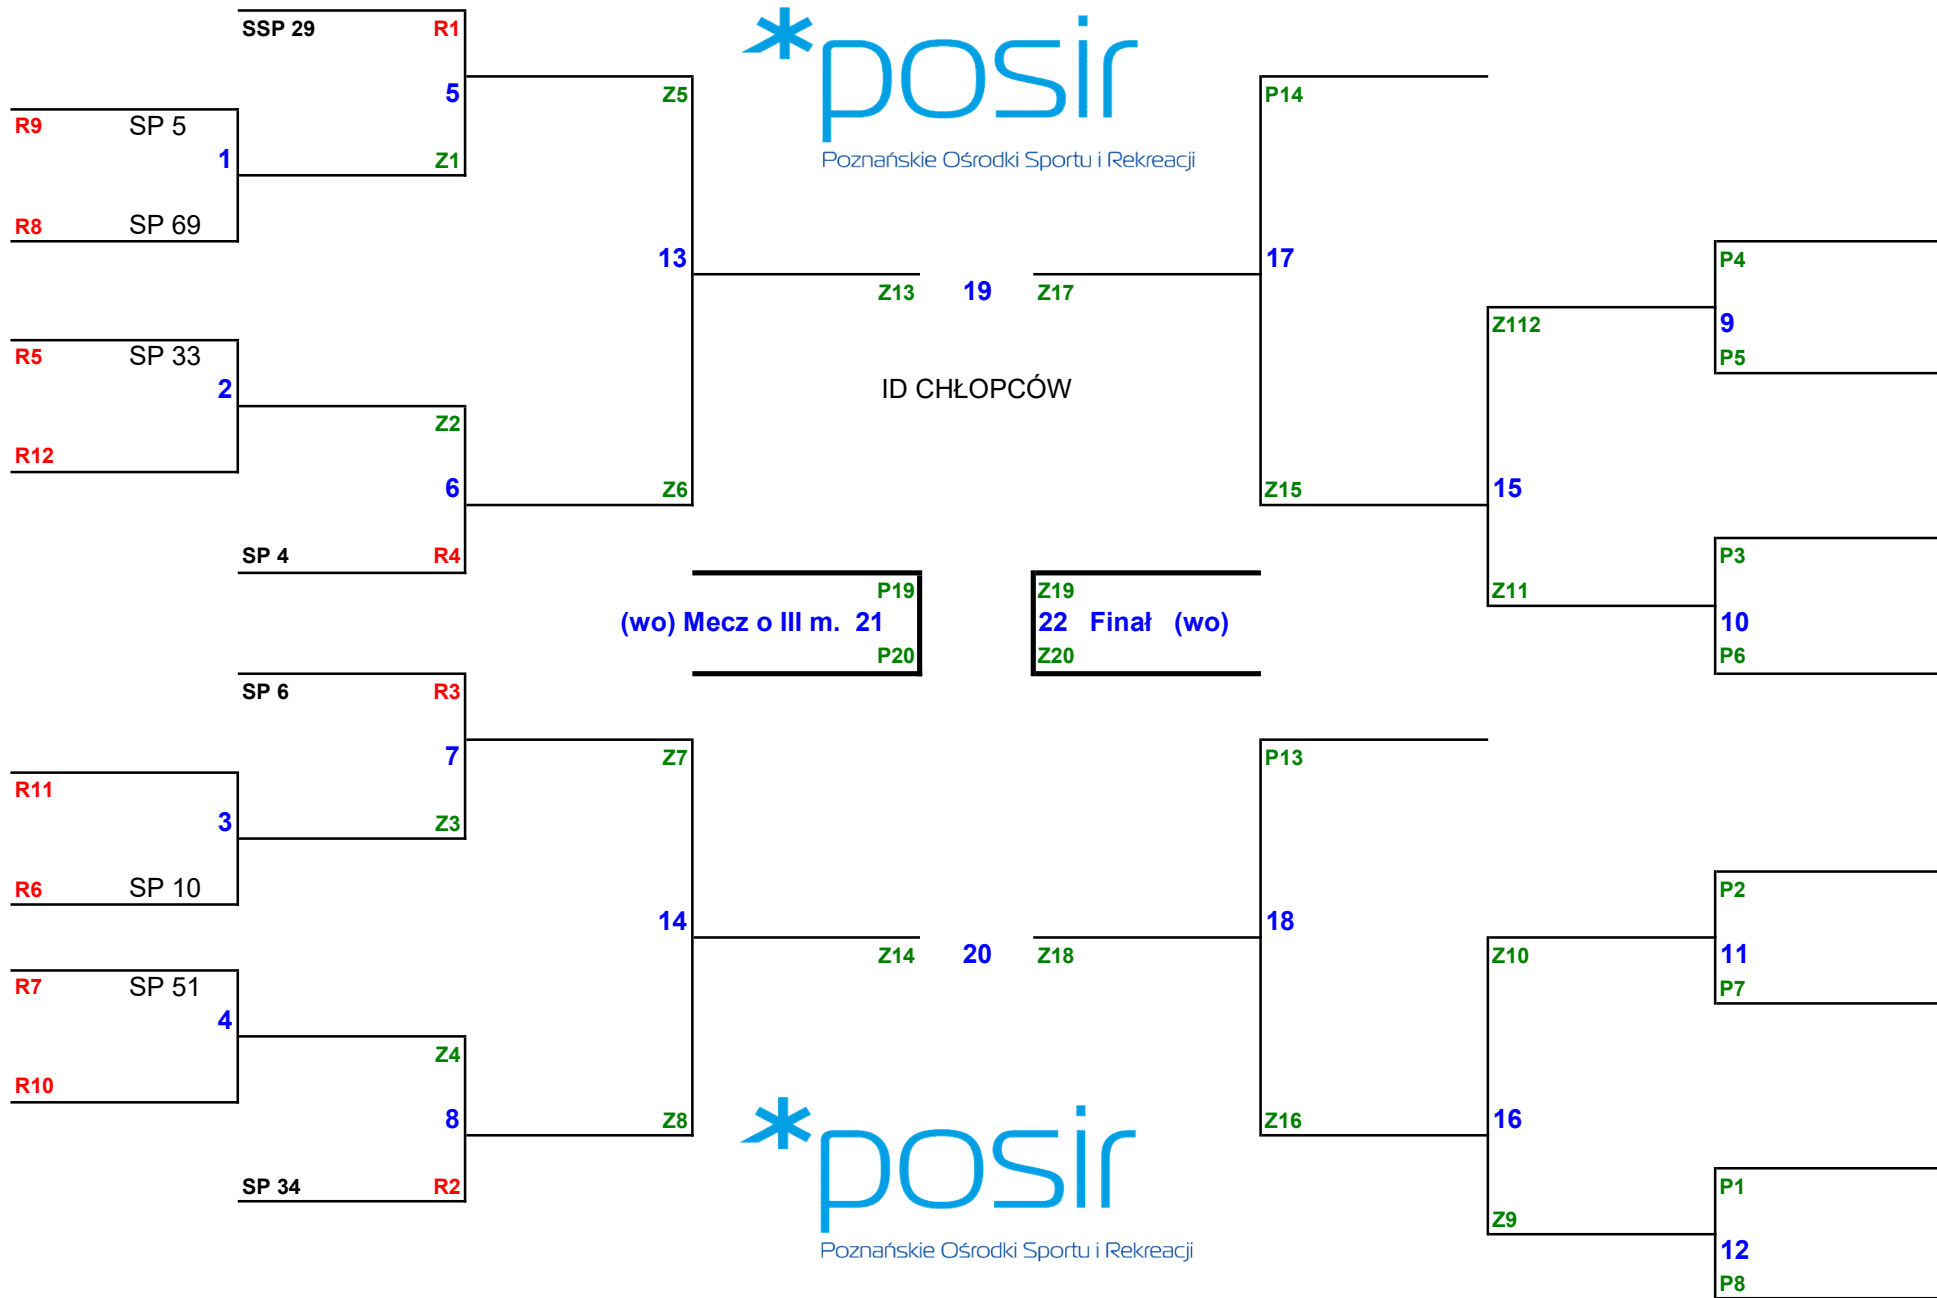 SSP 29 R1
*posir
5 Z5 P14
R9 SP 5
1 Z1 Poznańskie Ośrodki Sportu i Rekreacji
R8 SP 69
13 17 P4
Z13 19 Z17
Z112 9
R5 SP 33 P5
2 ID CHŁOPCÓW
Z2
R12
6 Z6 Z15 15
SP 4 R4 P3
P19 Z19 Z11
(wo) Mecz o III m. 21 22 Finał (wo) 10
P20 Z20 P6
SP 6 R3
7 Z7 P13
R11
3 Z3
R6 SP 10 P2
14 18
Z14 20 Z18 Z10 11
R7 SP 51 P7
4
Z4
R10
8 Z8 *posir Z16 16
SP 34 R2 P1
Z9
Poznańskie Ośrodki Sportu i Rekreacji 12
P8